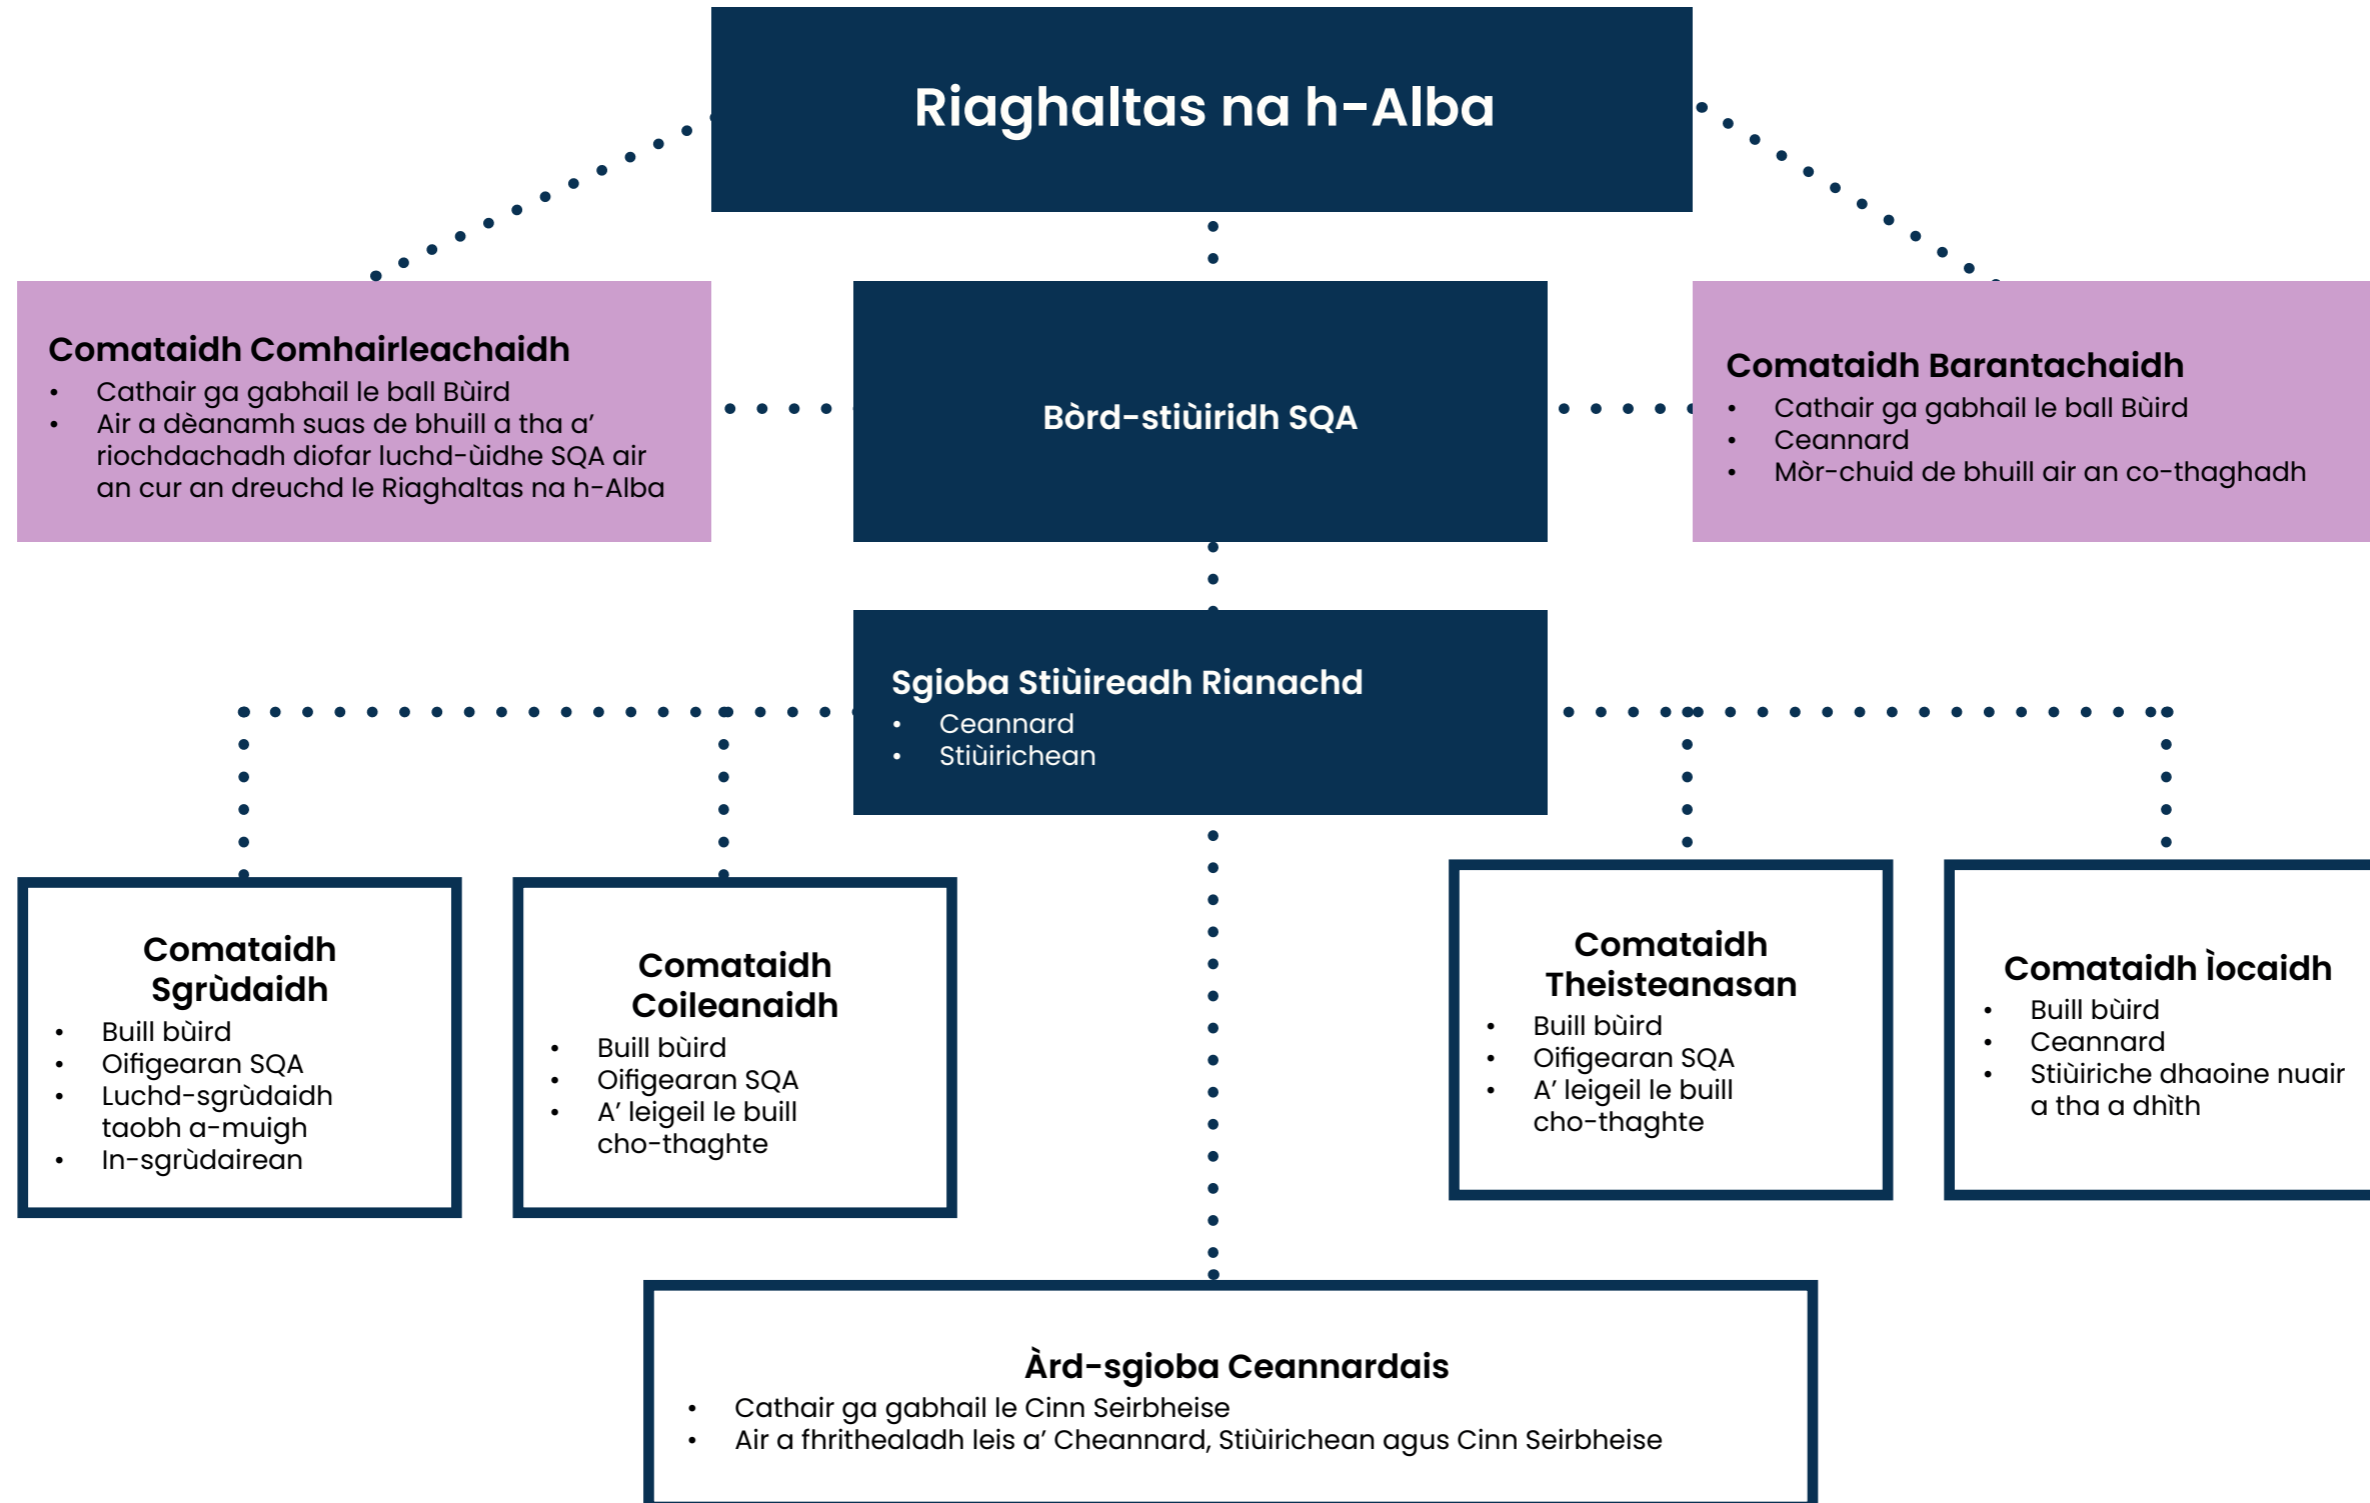 Riaghaltas na h-Alba
Comataidh Comhairleachaidh
• Cathair ga gabhail le ball Bùird
• Air a dèanamh suas de bhuill a tha a’
riochdachadh diofar luchd-ùidhe SQA air
an cur an dreuchd le Riaghaltas na h-Alba
Bòrd-stiùiridh SQA
Comataidh Barantachaidh
• Cathair ga gabhail le ball Bùird
• Ceannard
• Mòr-chuid de bhuill air an co-thaghadh
Sgioba Stiùireadh Rianachd
• Ceannard
• Stiùirichean
Comataidh
Sgrùdaidh
• Buill bùird
• Oifigearan SQA
• Luchd-sgrùdaidh
taobh a-muigh
• In-sgrùdairean
Comataidh
Coileanaidh
• Buill bùird
• Oifigearan SQA
• A’ leigeil le buill
cho-thaghte
Comataidh
Theisteanasan
• Buill bùird
• Oifigearan SQA
• A’ leigeil le buill
cho-thaghte
Comataidh Ìocaidh
• Buill bùird
• Ceannard
• Stiùiriche dhaoine nuair
a tha a dhìth
Àrd-sgioba Ceannardais
• Cathair ga gabhail le Cinn Seirbheise
• Air a fhrithealadh leis a’ Cheannard, Stiùirichean agus Cinn Seirbheise